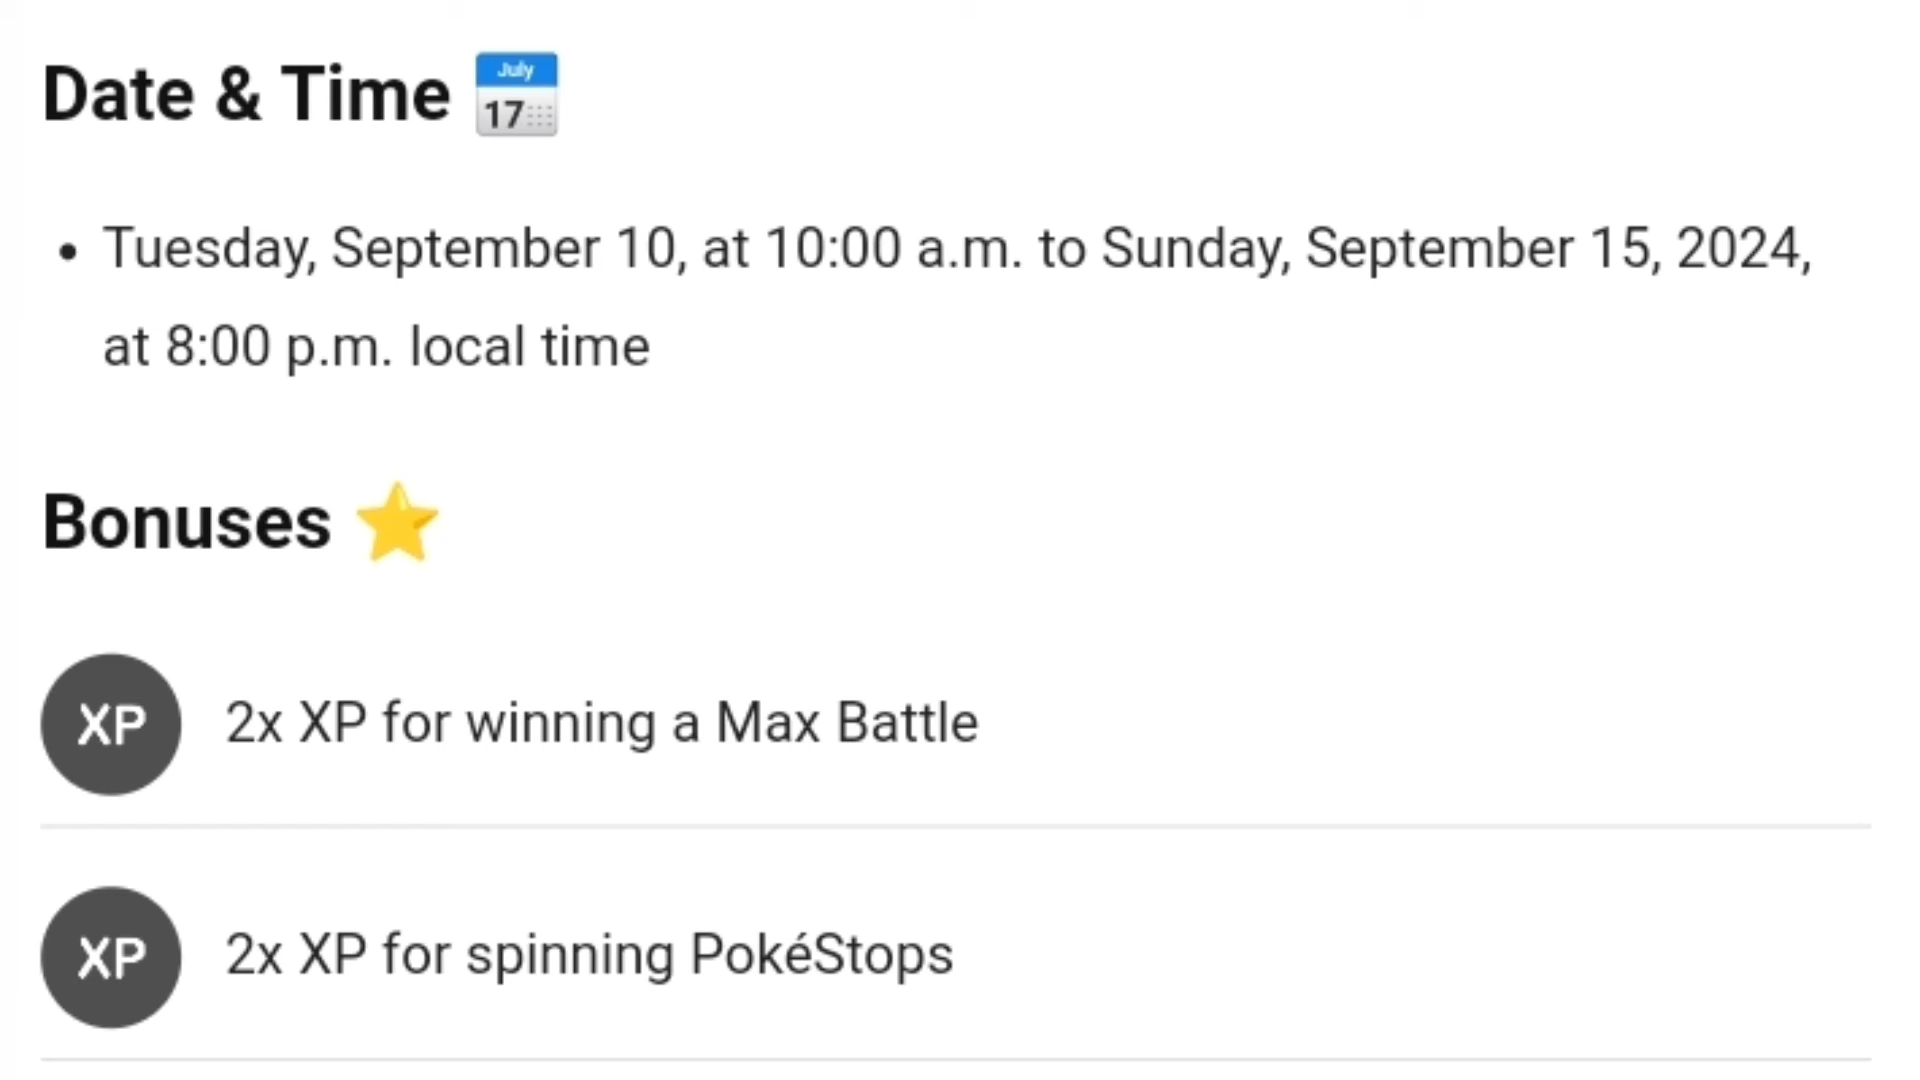 Date & Time
July
17
• Tuesday, September 10, at 10:00 a.m. to Sunday, September 15, 2024,
at 8:00 p.m. local time
Bonuses
XP 2x XP for winning a Max Battle
XP 2x XP for spinning PokéStops